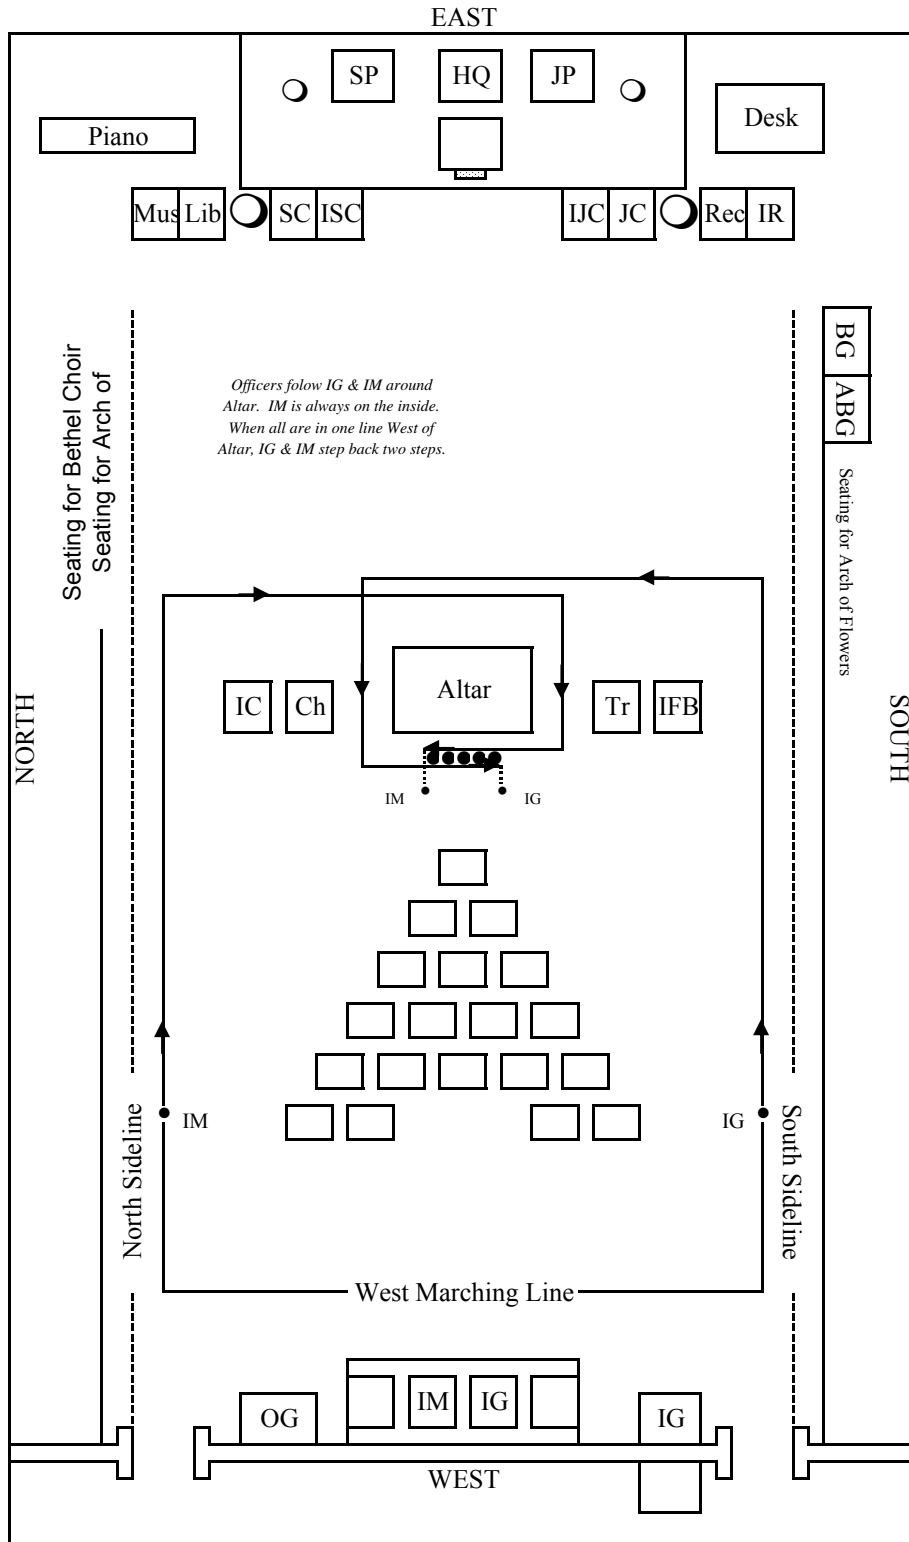 EAST
SP
HQ
JP
Piano
Desk
Mus
Lib
SC
ISC
IJC
JC
Rec
IR
BG
ABG
Seating for Bethel Choir
Seating for Arch of
Officers folow IG & IM around
Altar. IM is always on the inside.
When all are in one line West of
Altar, IG & IM step back two steps.
Seating for Arch of Flowers
NORTH
IC
Ch
Altar
Tr
IFB
SOUTH
IM
IG
IM
IG
North Sideline
South Sideline
West Marching Line
OG
IM
IG
IG
WEST